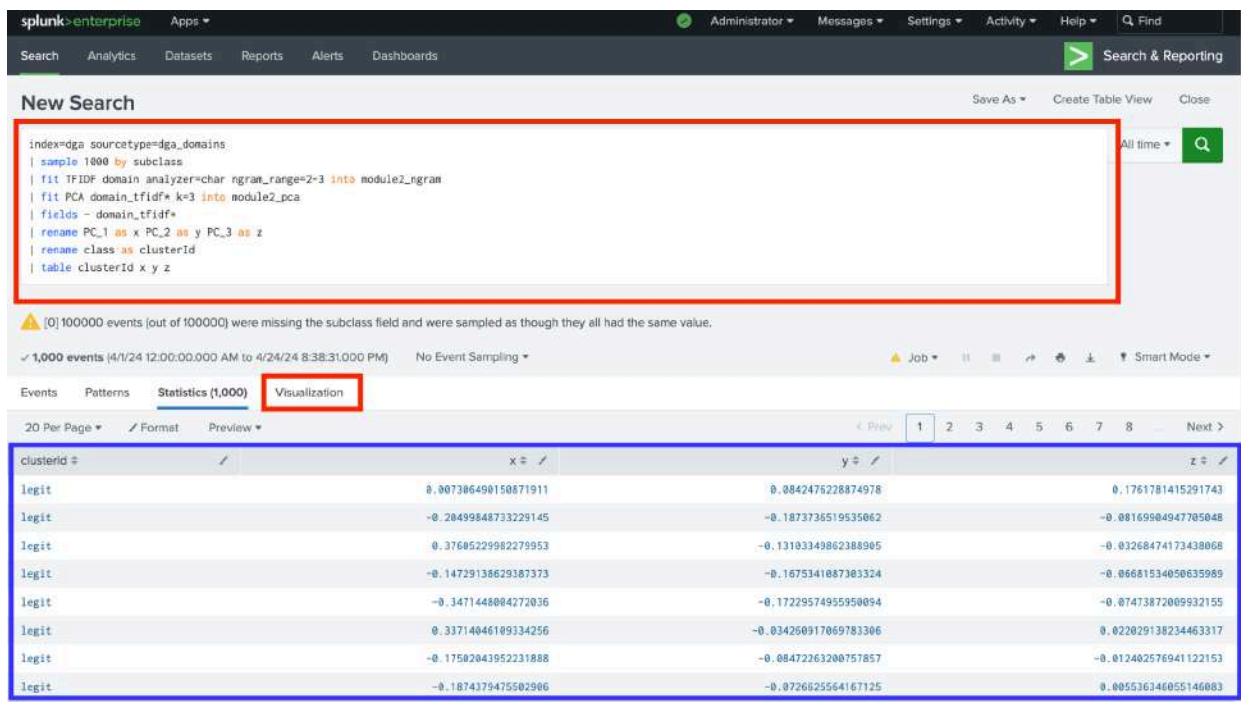 splunk>enterprise Apps Administrator Messages Settings Activity Help Find
Search Analytics Datasets Reports Alerts Dashboards > Search & Reporting
New Search Save As Create Table View Close
index=dga sourcetype=dga_domains
| sample 1000 by subclass
| fit TFIDF domain analyzer=char ngram_range=2-3 into module2_ngram
| fit PCA domain_tfidf* k=3 into module2_pca
| fields - domain_tfidf*
| rename PC_1 as x PC_2 as y PC_3 as z
| rename class as clusterId
| table clusterId x y z
All time
[0] 100000 events (out of 100000) were missing the subclass field and were sampled as though they all had the same value.
✓ 1,000 events (4/1/24 12:00:00.000 AM to 4/24/24 8:38:31.000 PM) No Event Sampling Job Smart Mode
Events Patterns Statistics (1,000) Visualization
20 Per Page Format Preview < Prev 1 2 3 4 5 6 7 8 ... Next >
clusterId x y z
legit 0.007306490150871911 0.0842476228874978 0.1761781415291743
legit -0.20499848733229145 -0.1873736519535062 -0.08169904947705048
legit 0.37605229982279953 -0.13103349862388905 -0.03268474173438068
legit -0.14729138629387373 -0.1675341087303324 -0.06681534050635989
legit -0.3471448004272036 -0.17229574955950094 -0.07473872009932155
legit 0.33714046109334256 -0.034260917069783306 0.022029138234463317
legit -0.17502043952231888 -0.08472263200757857 -0.012402576941122153
legit -0.1874379475502906 -0.0726625564167125 0.005536346055146083